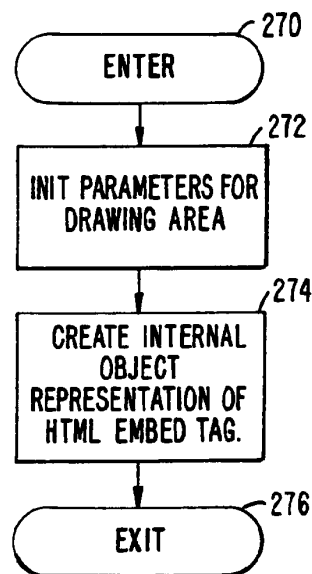 270
ENTER
272
INIT PARAMETERS FOR
DRAWING AREA
274
CREATE INTERNAL
OBJECT
REPRESENTATION OF
HTML EMBED TAG.
276
EXIT